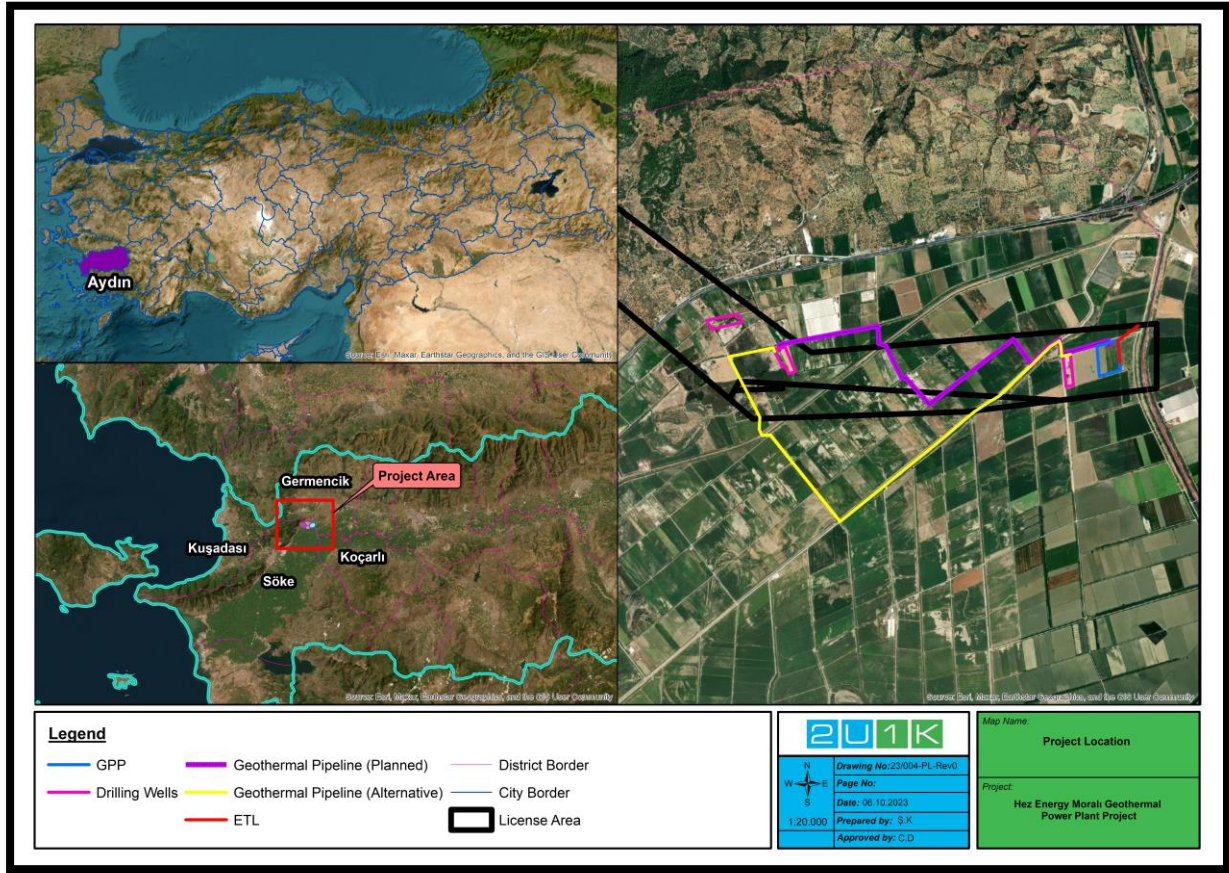 Aydın
Source: Esri, Maxar, Earthstar Geographics, and the GIS User Community
Germencik
Project Area
Kuşadası
Koçarlı
Söke
Source: Esri, Maxar, Earthstar Geographics, and the GIS User Community
Source: Esri, Maxar, Earthstar Geographics, and the GIS User Community
Legend
GPP
Drilling Wells
Geothermal Pipeline (Planned)
Geothermal Pipeline (Alternative)
ETL
District Border
City Border
License Area
2U1K
N
W E
S
1:20.000
Drawing No:23/004-PL-Rev0
Page No:
Date: 06.10.2023
Prepared by: Ş.K
Approved by: C.D
Map Name:
Project Location
Project:
Hez Energy Moralı Geothermal
Power Plant Project